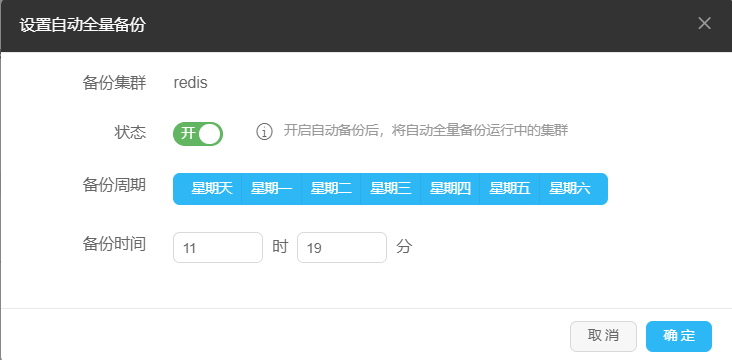 设置自动全量备份
备份集群 redis
状态 开 开启自动备份后，将自动全量备份运行中的集群
备份周期 星期天 星期一 星期二 星期三 星期四 星期五 星期六
备份时间 11 时 19 分
取消 确定